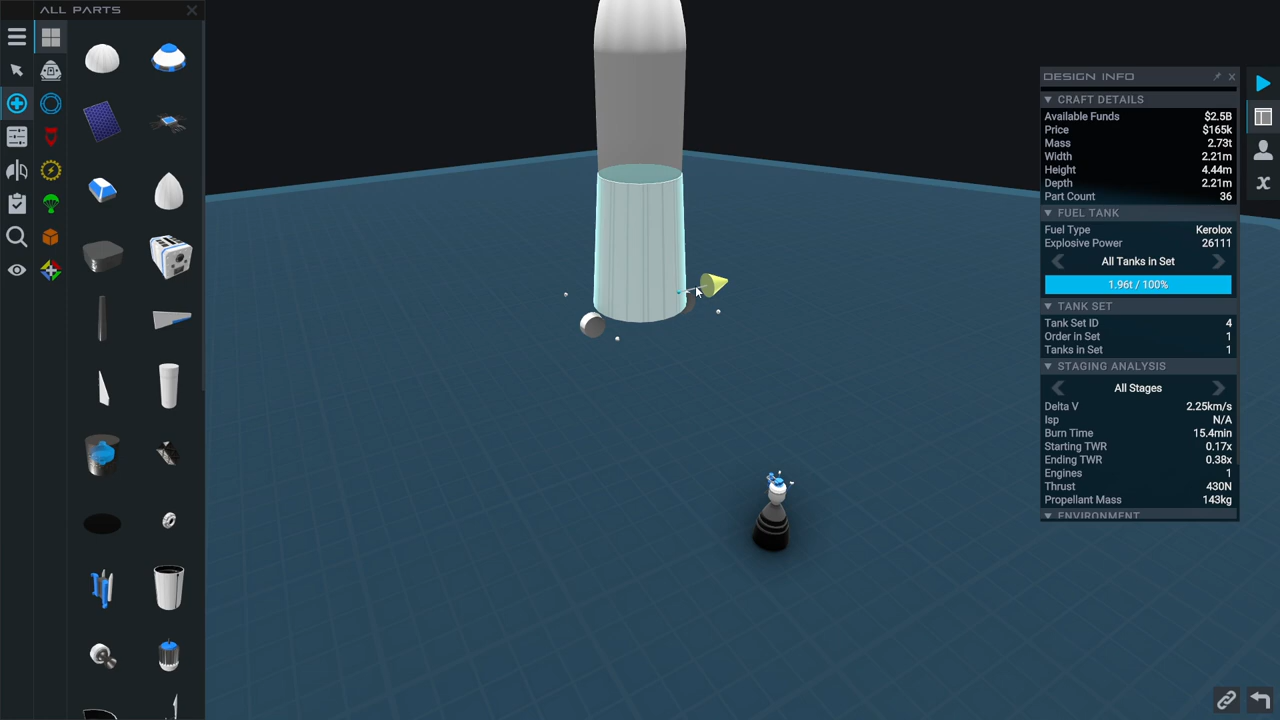 ALL PARTS
DESIGN INFO
CRAFT DETAILS
Available Funds $2.5B
Price $165k
Mass 2.73t
Width 2.21m
Height 4.44m
Depth 2.21m
Part Count 36
FUEL TANK
Fuel Type Kerolox
Explosive Power 26111
All Tanks in Set
1.96t / 100%
TANK SET
Tank Set ID 4
Order in Set 1
Tanks in Set 1
STAGING ANALYSIS
All Stages
Delta V 2.25km/s
Isp N/A
Burn Time 15.4min
Starting TWR 0.17x
Ending TWR 0.38x
Engines 1
Thrust 430N
Propellant Mass 143kg
ENVIRONMENT